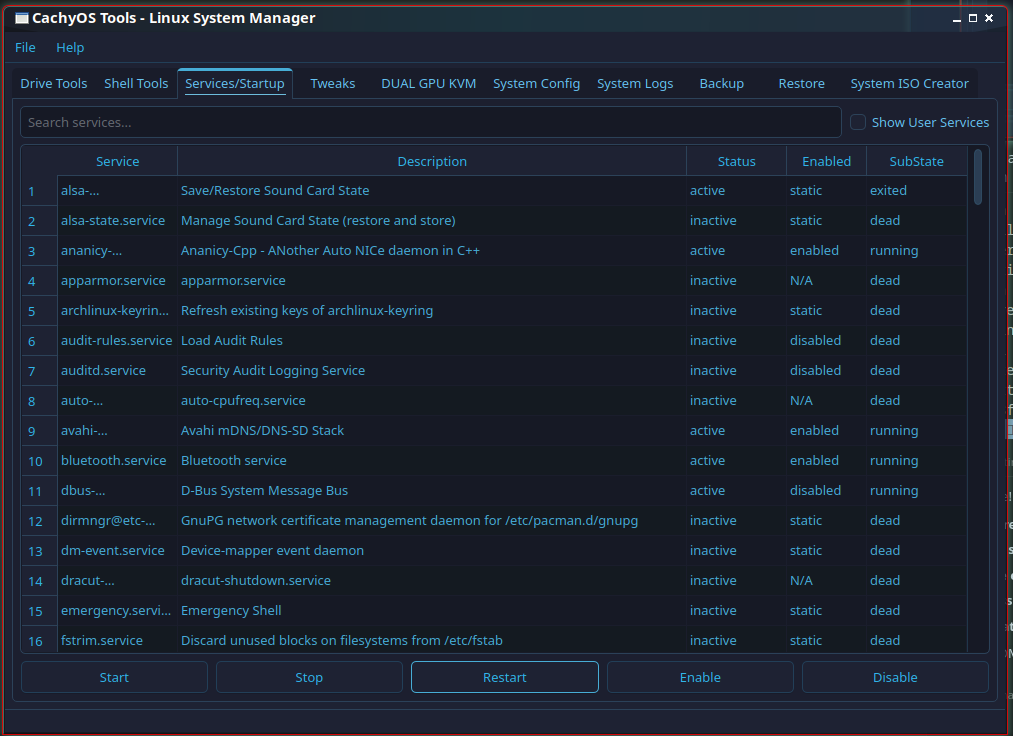 CachyOS Tools - Linux System Manager
File Help
Drive Tools Shell Tools Services/Startup Tweaks DUAL GPU KVM System Config System Logs Backup Restore System ISO Creator
Search services... Show User Services
Service Description Status Enabled SubState
1 alsa-... Save/Restore Sound Card State active static exited
2 alsa-state.service Manage Sound Card State (restore and store) inactive static dead
3 ananicy-... Ananicy-Cpp - ANother Auto NICe daemon in C++ active enabled running
4 apparmor.service apparmor.service inactive N/A dead
5 archlinux-keyrin... Refresh existing keys of archlinux-keyring inactive static dead
6 audit-rules.service Load Audit Rules inactive disabled dead
7 auditd.service Security Audit Logging Service inactive disabled dead
8 auto-... auto-cpufreq.service inactive N/A dead
9 avahi-... Avahi mDNS/DNS-SD Stack active enabled running
10 bluetooth.service Bluetooth service active enabled running
11 dbus-... D-Bus System Message Bus active disabled running
12 dirmngr@etc-... GnuPG network certificate management daemon for /etc/pacman.d/gnupg inactive static dead
13 dm-event.service Device-mapper event daemon inactive static dead
14 dracut-... dracut-shutdown.service inactive N/A dead
15 emergency.servi... Emergency Shell inactive static dead
16 fstrim.service Discard unused blocks on filesystems from /etc/fstab inactive static dead
Start Stop Restart Enable Disable